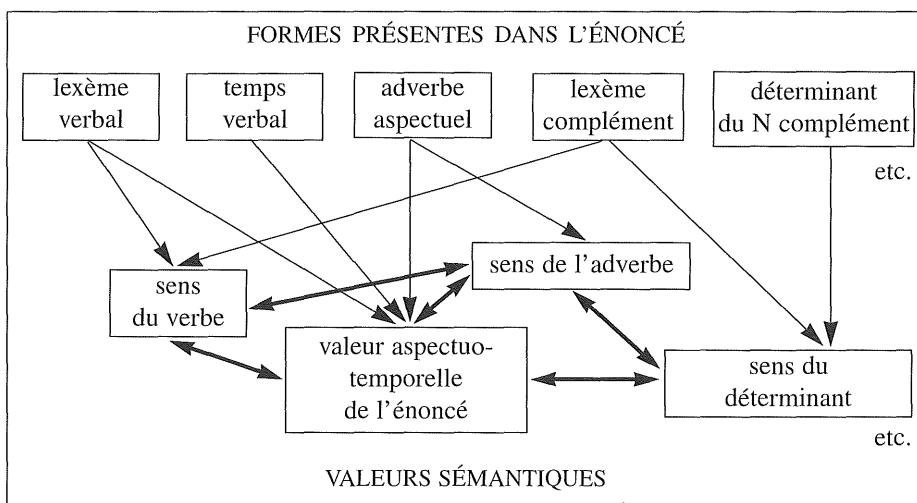 FORMES PRÉSENTES DANS L'ÉNONCÉ
lexème
verbal
temps
verbal
adverbe
aspectuel
lexème
complément
déterminant
du N complément
etc.
sens de l'adverbe
sens
du verbe
valeur aspectuo-
temporelle
de l'énoncé
sens du
déterminant
etc.
VALEURS SÉMANTIQUES